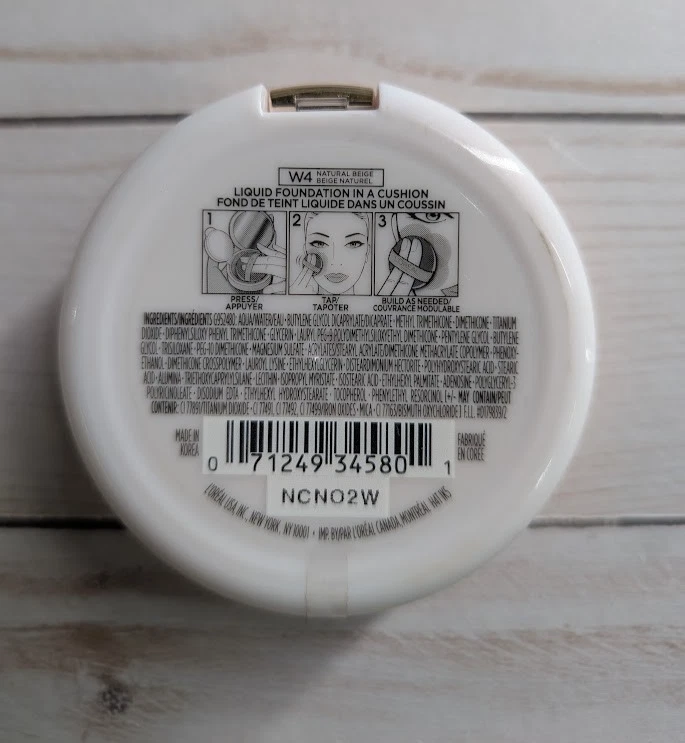 W4 NATURAL BEIGE
BEIGE NATUREL
LIQUID FOUNDATION IN A CUSHION
FOND DE TEINT LIQUIDE DANS UN COUSSIN
1 2 3
PRESS/ TAP/ BUILD AS NEEDED/
APPUYER TAPOTER COUVRANCE MODULABLE
INGREDIENTS/INGRÉDIENTS G952480: AQUA/WATER/EAU • BUTYLENE GLYCOL DICAPRYLATE/DICAPRATE • METHYL TRIMETHICONE • DIMETHICONE • TITANIUM
DIOXIDE • DIPHENYLSILOXY PHENYL TRIMETHICONE • GLYCERIN • LAURYL PEG-9 POLYDIMETHYLSILOXYETHYL DIMETHICONE • PENTYLENE GLYCOL • BUTYLENE
GLYCOL • TRISILOXANE • PEG-10 DIMETHICONE • MAGNESIUM SULFATE • ACRYLATES/STEARYL ACRYLATE/DIMETHICONE METHACRYLATE COPOLYMER • PHENOXY-
ETHANOL • DIMETHICONE CROSSPOLYMER • LAUROYL LYSINE • ETHYLHEXYLGLYCERIN • DISTEARDIMONIUM HECTORITE • POLYHYDROXYSTEARIC ACID • STEARIC
ACID • ALUMINA • TRIETHOXYCAPRYLYLSILANE • LECITHIN • ISOPROPYL MYRISTATE • ISOSTEARIC ACID • ETHYLHEXYL PALMITATE • ADENOSINE • POLYGLYCERYL-3
POLYRICINOLEATE • DISODIUM EDTA • ETHYLHEXYL HYDROXYSTEARATE • TOCOPHEROL • PHENYLETHYL RESORCINOL [+/- MAY CONTAIN/PEUT
CONTENIR: CI 77891/TITANIUM DIOXIDE • CI 77491, CI 77492, CI 77499/IRON OXIDES • MICA • CI 77163/BISMUTH OXYCHLORIDE] F.I.L.
MADE IN
KOREA
FABRIQUÉ
EN CORÉE
0 71249 34580 1
NCN02W
L'ORÉAL USA, INC., NEW YORK, NY 10001 • IMP. BY/PAR L'ORÉAL CANADA, MONTRÉAL